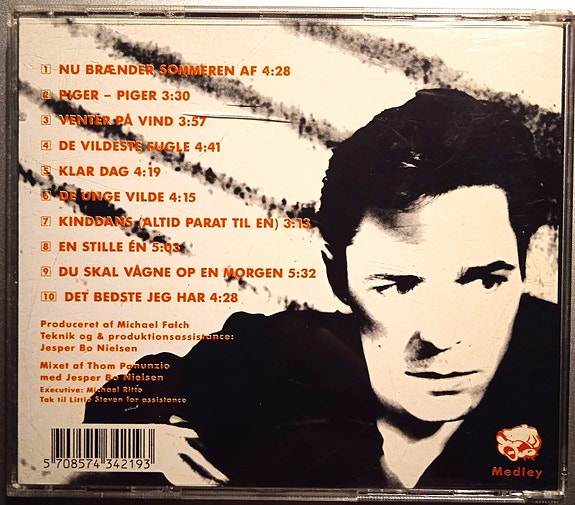 1 NU BRÆNDER SOMMEREN AF 4:28
2 PIGER – PIGER 3:30
3 VENTER PÅ VIND 3:57
4 DE VILDESTE FUGLE 4:41
5 KLAR DAG 4:19
6 DE UNGE VILDE 4:15
7 KINDDANS (ALTID PARAT TIL EN) 3:13
8 EN STILLE ÉN 5:03
9 DU SKAL VÅGNE OP EN MORGEN 5:32
10 DET BEDSTE JEG HAR 4:28
Produceret af Michael Falch
Teknik og & produktionsassistance:
Jesper Bo Nielsen
Mixet af Thom Panunzio
med Jesper Bo Nielsen
Executive: Michael Ritto
Tak til Little Steven for assistance
5 708574 342193
Medley